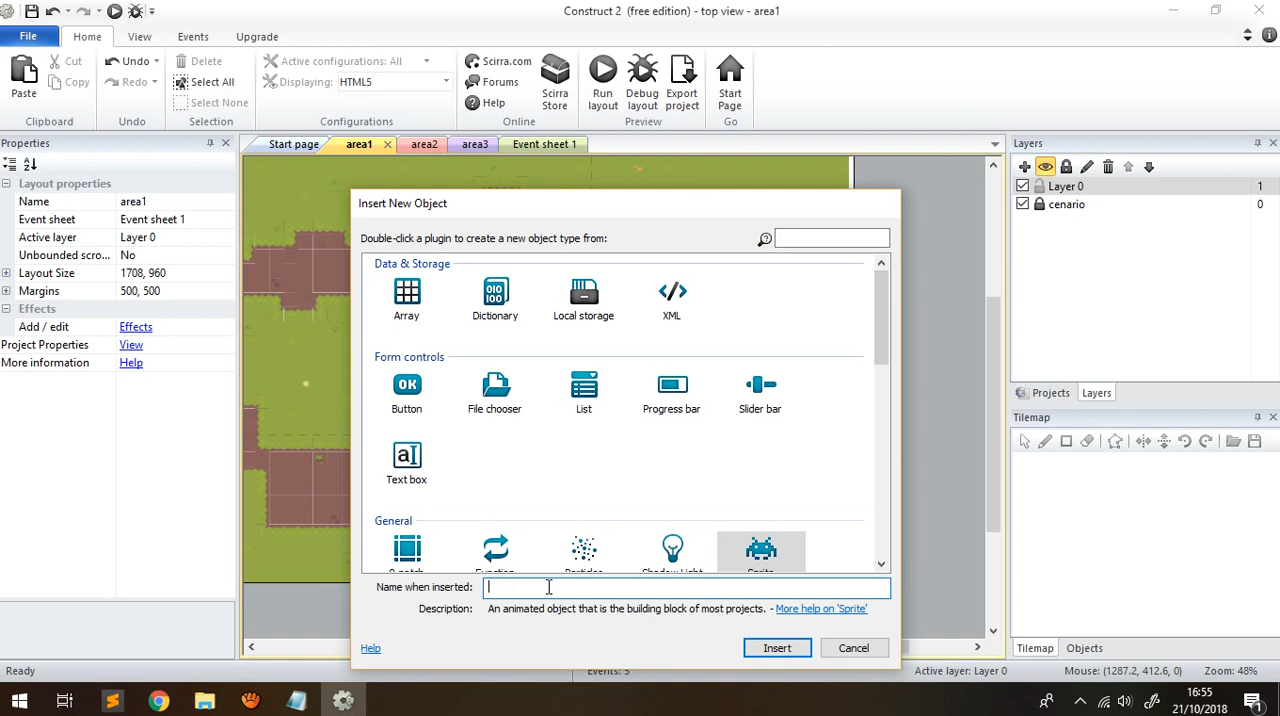 Construct 2 (free edition) - top view - area1
File Home View Events Upgrade
Paste Cut Copy
Undo Redo
Delete
Select All
Select None
Active configurations: All
Displaying: HTML5
Scirra.com
Forums
Help
Scirra Store
Run layout
Debug layout
Export project
Start Page
Clipboard Undo Selection Configurations Online Preview Go
Properties
Start page area1 area2 area3 Event sheet 1
Layers
Layout properties
Name area1
Event sheet Event sheet 1
Active layer Layer 0
Unbounded scro... No
Layout Size 1708, 960
Margins 500, 500
Effects
Add / edit Effects
Project Properties View
More information Help
Insert New Object
Double-click a plugin to create a new object type from:
Data & Storage
Array Dictionary Local storage XML
Form controls
OK
Button File chooser List Progress bar Slider bar
aI
Text box
General
Name when inserted:
Description: An animated object that is the building block of most projects. - More help on 'Sprite'
Help Insert Cancel
Layer 0 1
cenario 0
Projects Layers
Tilemap
Tilemap Objects
Ready Events: 5 Active layer: Layer 0 Mouse: (1287.2, 412.6, 0) Zoom: 48%
16:55
21/10/2018